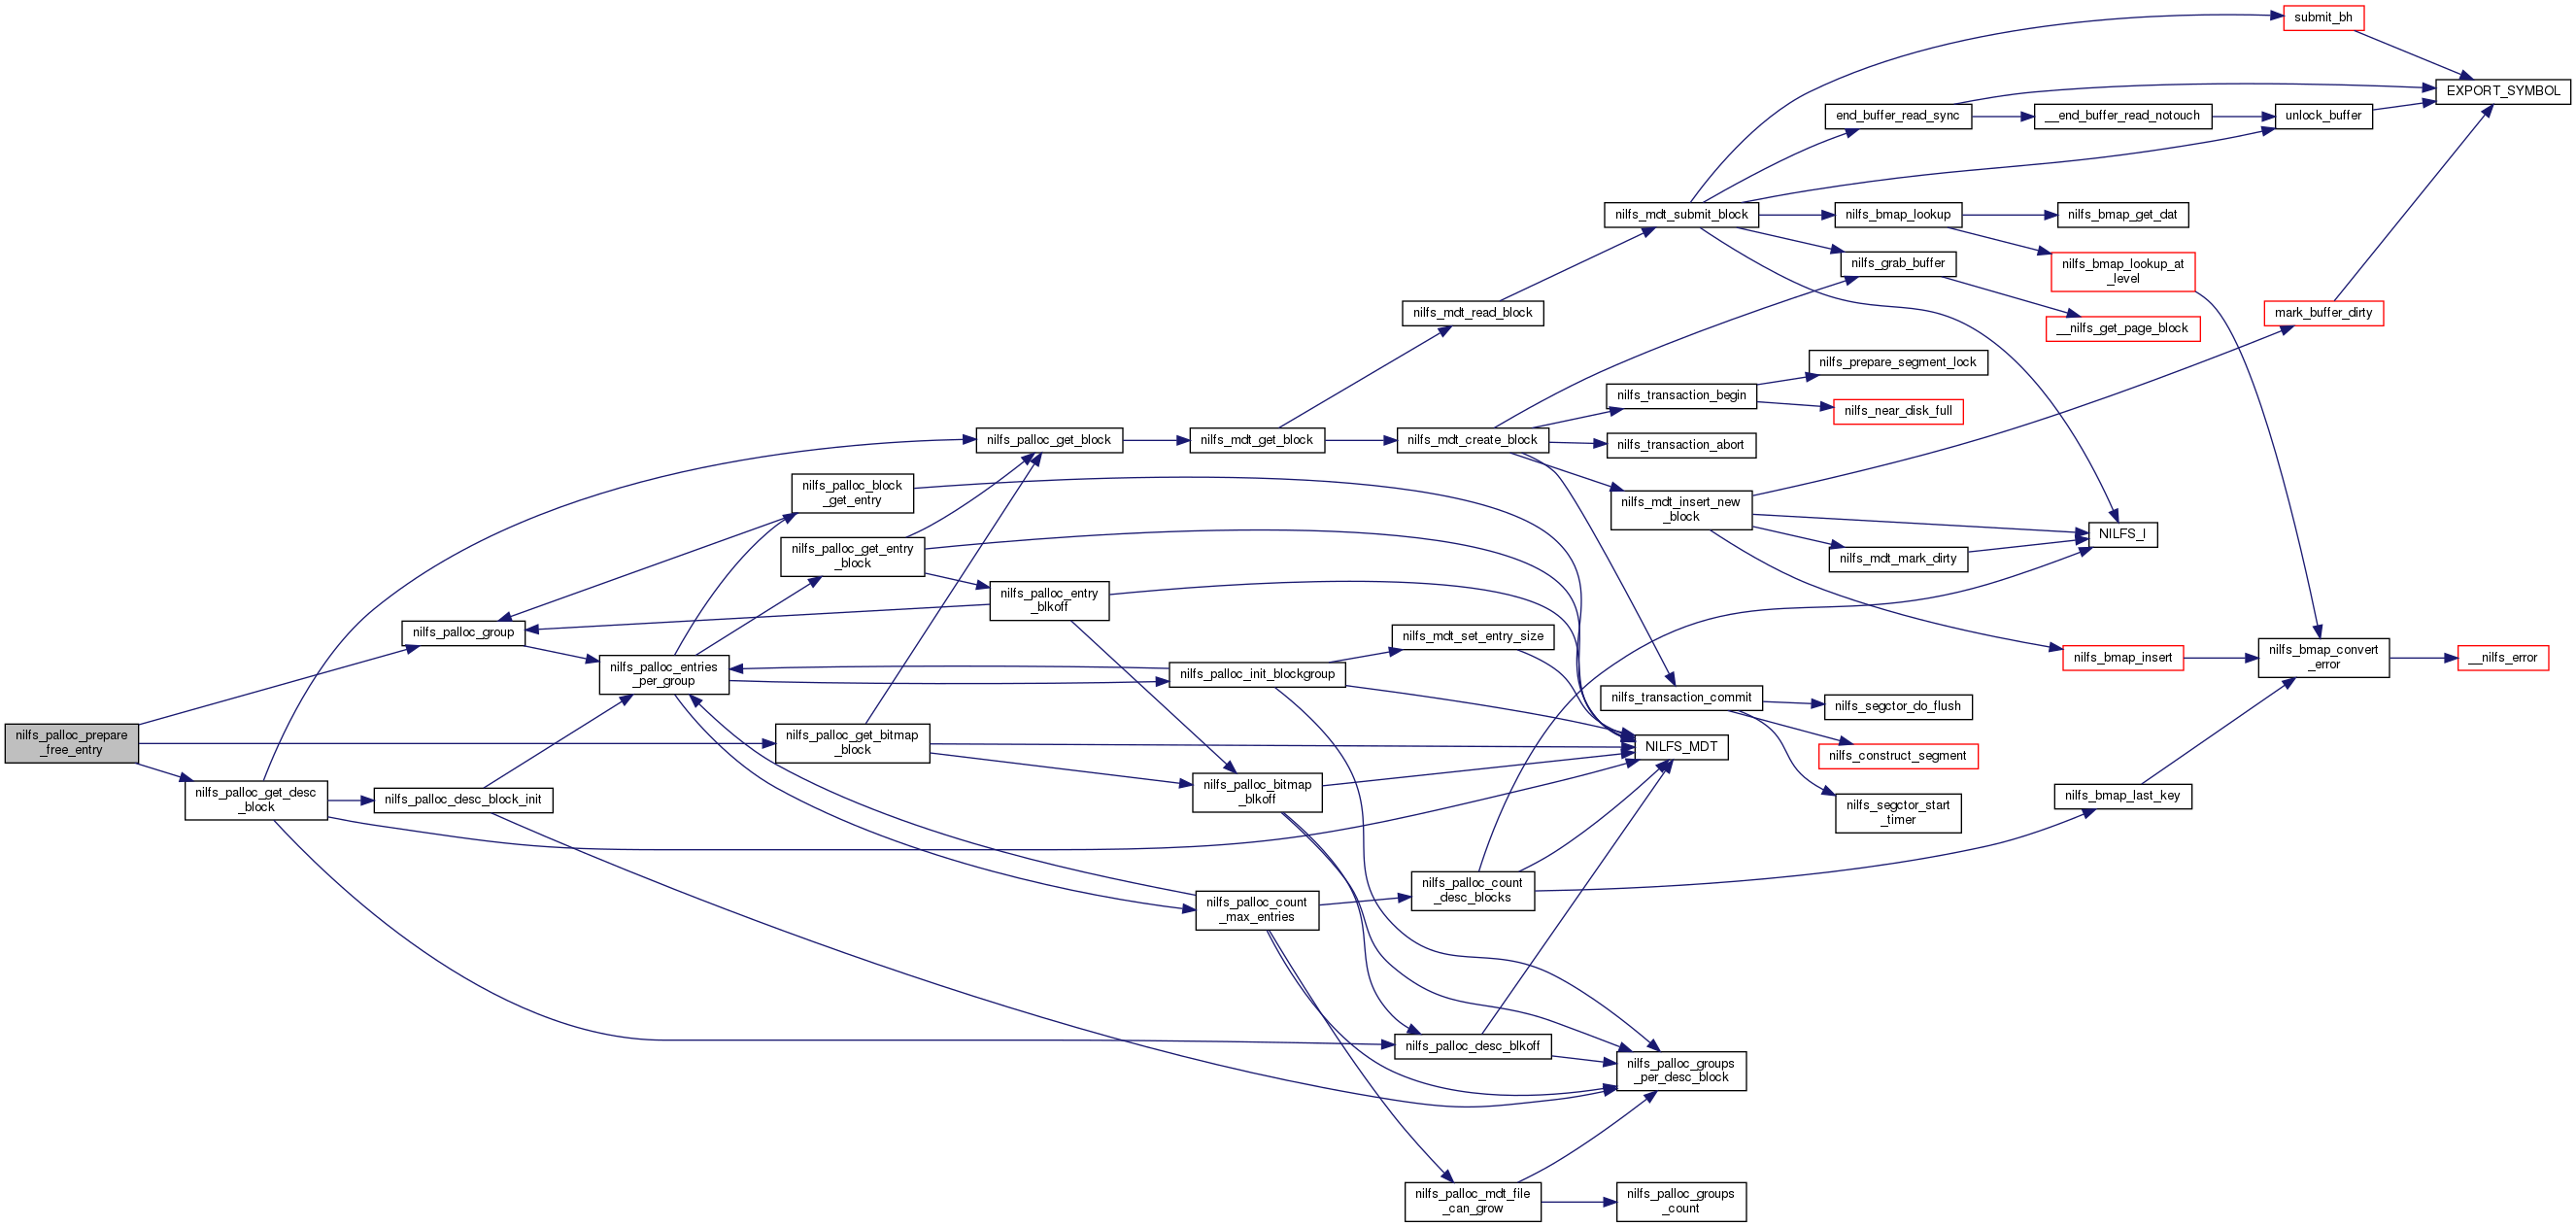 submit_bh
EXPORT_SYMBOL
end_buffer_read_sync
__end_buffer_read_notouch
unlock_buffer
nilfs_mdt_submit_block
nilfs_bmap_lookup
nilfs_bmap_get_dat
nilfs_grab_buffer
nilfs_bmap_lookup_at
_level
nilfs_mdt_read_block
__nilfs_get_page_block
mark_buffer_dirty
nilfs_prepare_segment_lock
nilfs_transaction_begin
nilfs_near_disk_full
nilfs_palloc_get_block
nilfs_mdt_get_block
nilfs_mdt_create_block
nilfs_transaction_abort
nilfs_palloc_block
_get_entry
nilfs_mdt_insert_new
_block
NILFS_I
nilfs_palloc_get_entry
_block
nilfs_mdt_mark_dirty
nilfs_palloc_entry
_blkoff
nilfs_palloc_group
nilfs_mdt_set_entry_size
nilfs_palloc_entries
_per_group
nilfs_palloc_init_blockgroup
nilfs_bmap_insert
nilfs_bmap_convert
_error
__nilfs_error
nilfs_transaction_commit
nilfs_segctor_do_flush
nilfs_palloc_prepare
_free_entry
nilfs_palloc_get_bitmap
_block
NILFS_MDT
nilfs_construct_segment
nilfs_palloc_get_desc
_block
nilfs_palloc_desc_block_init
nilfs_palloc_bitmap
_blkoff
nilfs_segctor_start
_timer
nilfs_bmap_last_key
nilfs_palloc_count
_max_entries
nilfs_palloc_count
_desc_blocks
nilfs_palloc_desc_blkoff
nilfs_palloc_groups
_per_desc_block
nilfs_palloc_mdt_file
_can_grow
nilfs_palloc_groups
_count